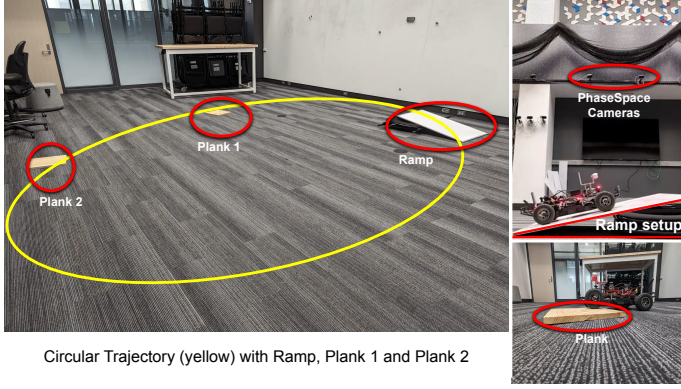 Plank 1
Ramp
Plank 2
Circular Trajectory (yellow) with Ramp, Plank 1 and Plank 2
PhaseSpace
Cameras
Ramp setup
Plank